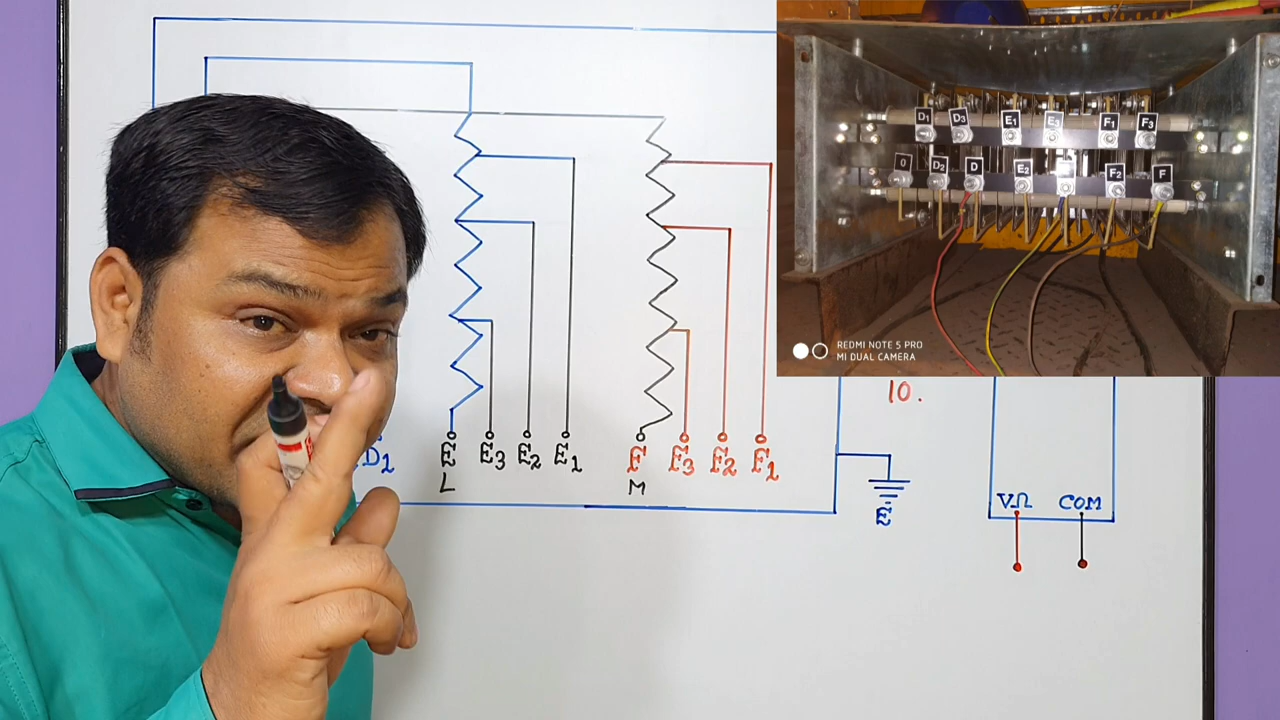 D1 D3 E1 E3 F1 F3
0 D2 D E2 F2 F
REDMI NOTE 5 PRO
MI DUAL CAMERA
10.
D1 E E3 E2 E1 F F3 F2 F1
L M
E
VΩ COM